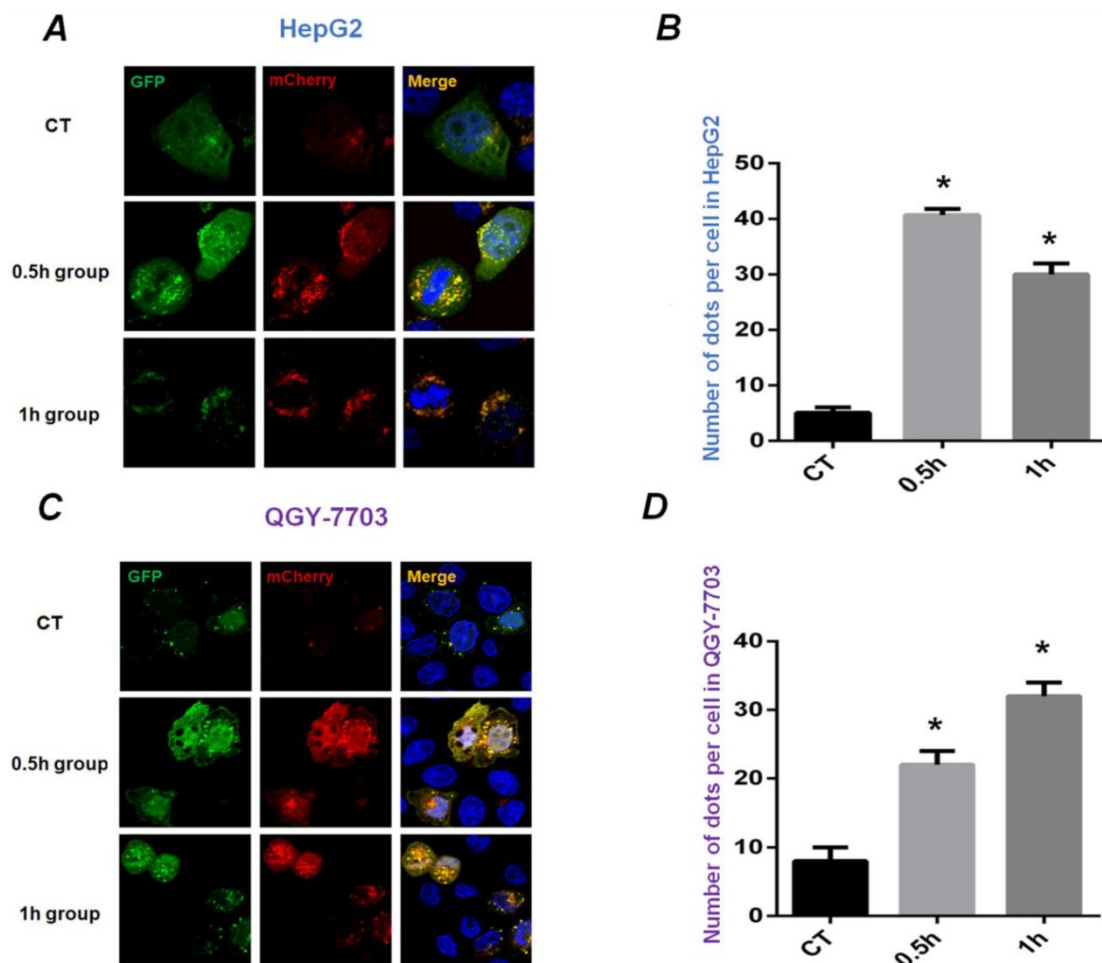 A
HepG2
GFP
mCherry
Merge
CT
0.5h group
1h group
B
Number of dots per cell in HepG2
50
40
30
20
10
0
*
*
CT
0.5h
1h
C
QGY-7703
GFP
mCherry
Merge
CT
0.5h group
1h group
D
Number of dots per cell in QGY-7703
40
30
20
10
0
*
*
CT
0.5h
1h